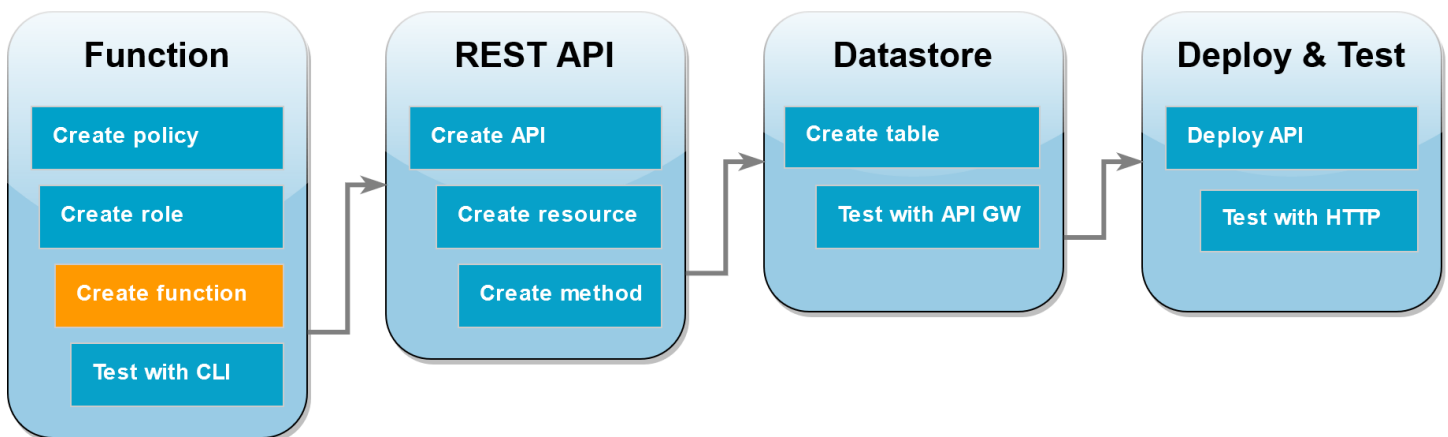 Function
Create policy
Create role
Create function
Test with CLI
REST API
Create API
Create resource
Create method
Datastore
Create table
Test with API GW
Deploy & Test
Deploy API
Test with HTTP